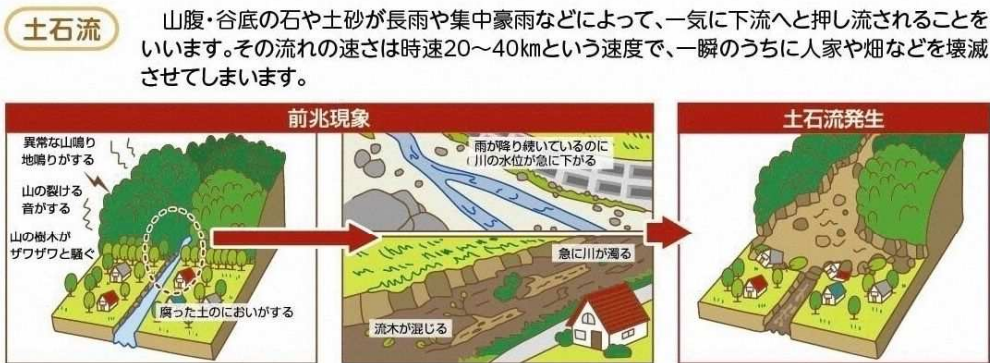 土石流
山腹・谷底の石や土砂が長雨や集中豪雨などによって、一気に下流へと押し流されることを
いいます。その流れの速さは時速20〜40㎞という速度で、一瞬のうちに人家や畑などを壊滅
させてしまいます。
前兆現象
異常な山鳴り
地鳴りがする
山の裂ける
音がする
山の樹木が
ザワザワと騒ぐ
腐った土のにおいがする
雨が降り続いているのに
川の水位が急に下がる
急に川が濁る
流木が混じる
土石流発生